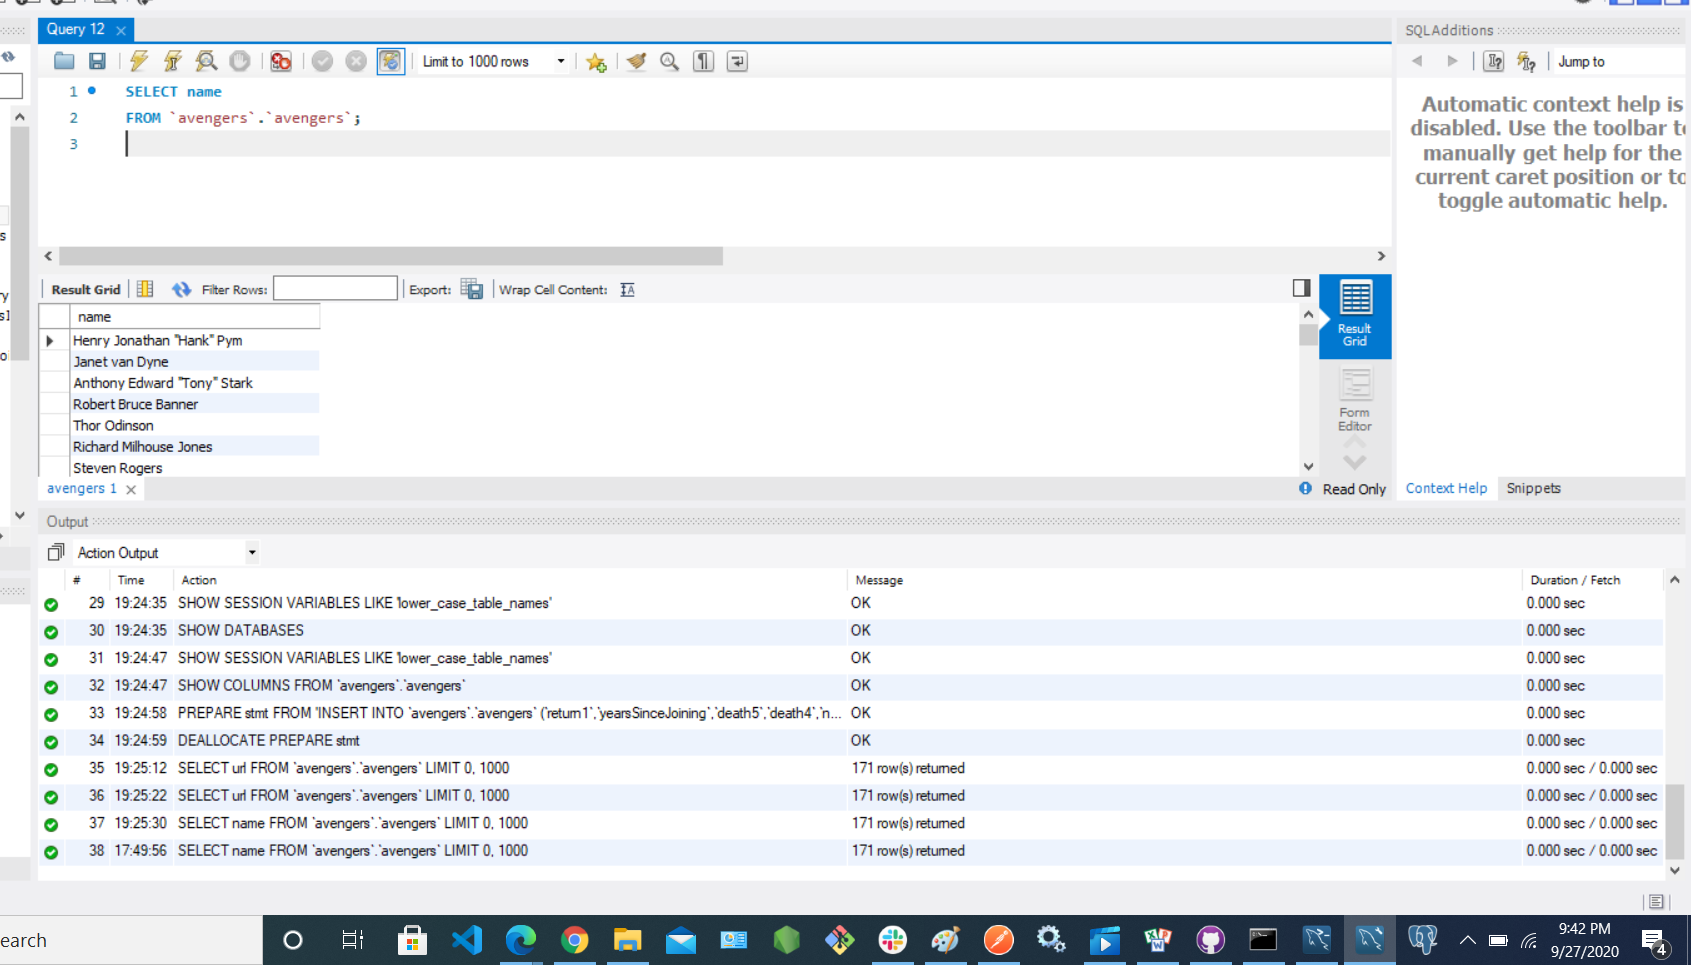 Query 12
SQLAdditions
Limit to 1000 rows
Jump to
1 SELECT name
2 FROM `avengers`.`avengers`;
3
Automatic context help is
disabled. Use the toolbar to
manually get help for the
current caret position or to
toggle automatic help.
Result Grid
Filter Rows:
Export:
Wrap Cell Content:
name
Henry Jonathan "Hank" Pym
Janet van Dyne
Anthony Edward "Tony" Stark
Robert Bruce Banner
Thor Odinson
Richard Milhouse Jones
Steven Rogers
Result
Grid
Form
Editor
avengers 1
Read Only
Context Help
Snippets
Output
Action Output
# Time Action Message Duration / Fetch
29 19:24:35 SHOW SESSION VARIABLES LIKE 'lower_case_table_names' OK 0.000 sec
30 19:24:35 SHOW DATABASES OK 0.000 sec
31 19:24:47 SHOW SESSION VARIABLES LIKE 'lower_case_table_names' OK 0.000 sec
32 19:24:47 SHOW COLUMNS FROM `avengers`.`avengers` OK 0.000 sec
33 19:24:58 PREPARE stmt FROM 'INSERT INTO `avengers`.`avengers` (`return1`,`yearsSinceJoining`,`death5`,`death4`,`n... OK 0.000 sec
34 19:24:59 DEALLOCATE PREPARE stmt OK 0.000 sec
35 19:25:12 SELECT url FROM `avengers`.`avengers` LIMIT 0, 1000 171 row(s) returned 0.000 sec / 0.000 sec
36 19:25:22 SELECT url FROM `avengers`.`avengers` LIMIT 0, 1000 171 row(s) returned 0.000 sec / 0.000 sec
37 19:25:30 SELECT name FROM `avengers`.`avengers` LIMIT 0, 1000 171 row(s) returned 0.000 sec / 0.000 sec
38 17:49:56 SELECT name FROM `avengers`.`avengers` LIMIT 0, 1000 171 row(s) returned 0.000 sec / 0.000 sec
earch
9:42 PM
9/27/2020
4